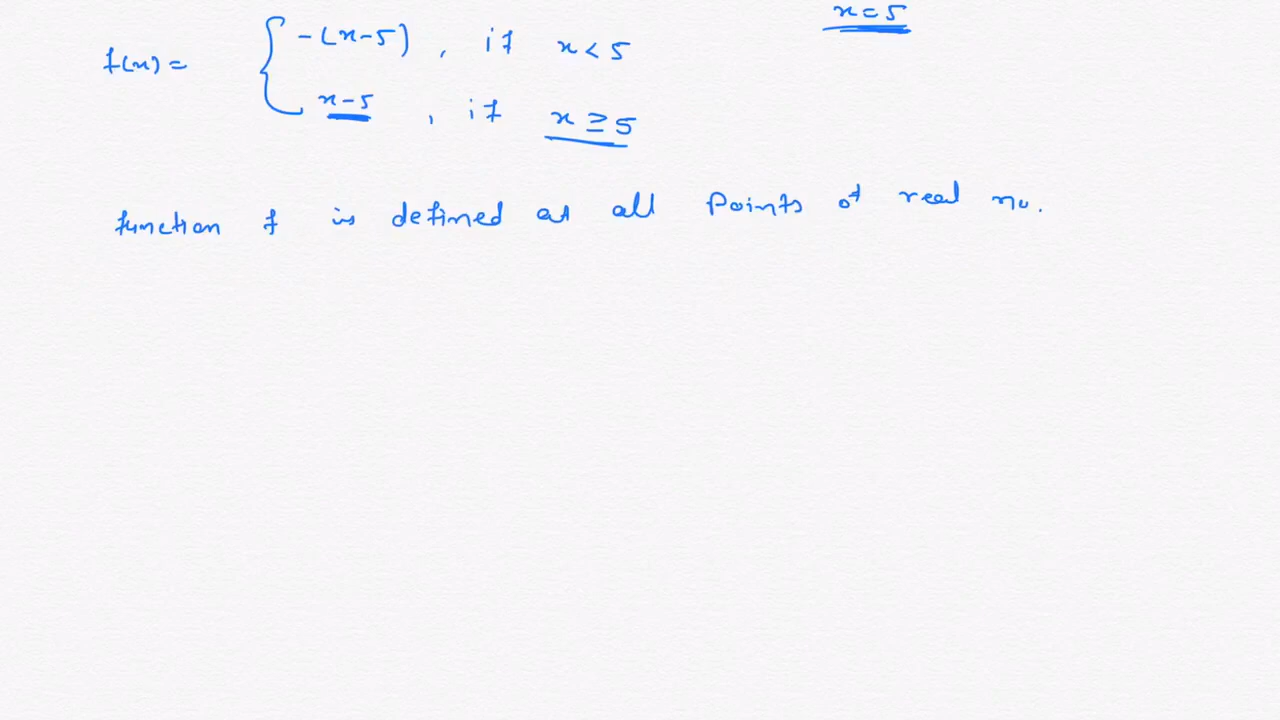 x = 5
f(x) = { -(x-5) , if x < 5
x-5 , if x ≥ 5
function f is defined at all points of real no.